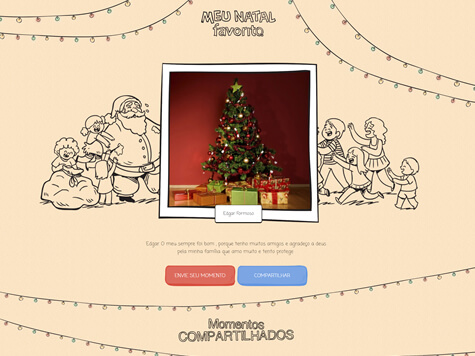 MEU NATAL
favorito
Edgar Formoso
Edgar: O meu sempre foi bom, porque tenho muitos amigos e agradeço a deus
pela minha família que amo muito e tenho protege
ENVIE SEU MOMENTO
COMPARTILHAR
Momentos
COMPARTILHADOS